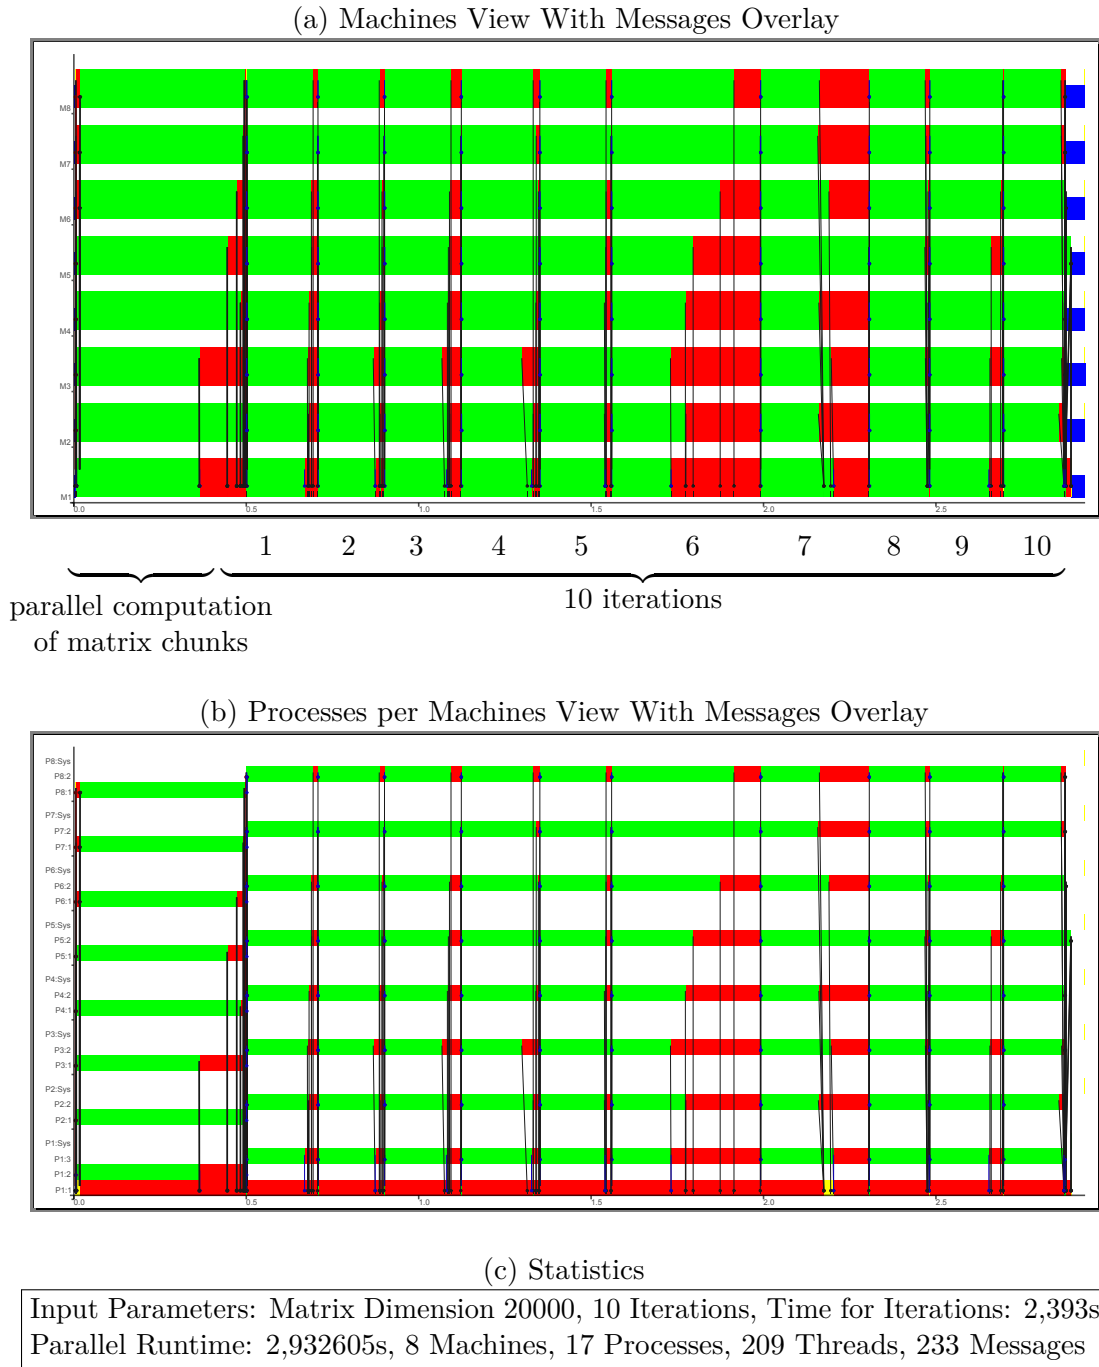 (a) Machines View With Messages Overlay
M8
M7
M6
M5
M4
M3
M2
M1
0.0 0.5 1.0 1.5 2.0 2.5
1 2 3 4 5 6 7 8 9 10
parallel computation
of matrix chunks
10 iterations
(b) Processes per Machines View With Messages Overlay
P8:Sys
P8:2
P8:1
P7:Sys
P7:2
P7:1
P6:Sys
P6:2
P6:1
P5:Sys
P5:2
P5:1
P4:Sys
P4:2
P4:1
P3:Sys
P3:2
P3:1
P2:Sys
P2:2
P2:1
P1:Sys
P1:3
P1:2
P1:1
0.0 0.5 1.0 1.5 2.0 2.5
(c) Statistics
Input Parameters: Matrix Dimension 20000, 10 Iterations, Time for Iterations: 2,393s
Parallel Runtime: 2,932605s, 8 Machines, 17 Processes, 209 Threads, 233 Messages